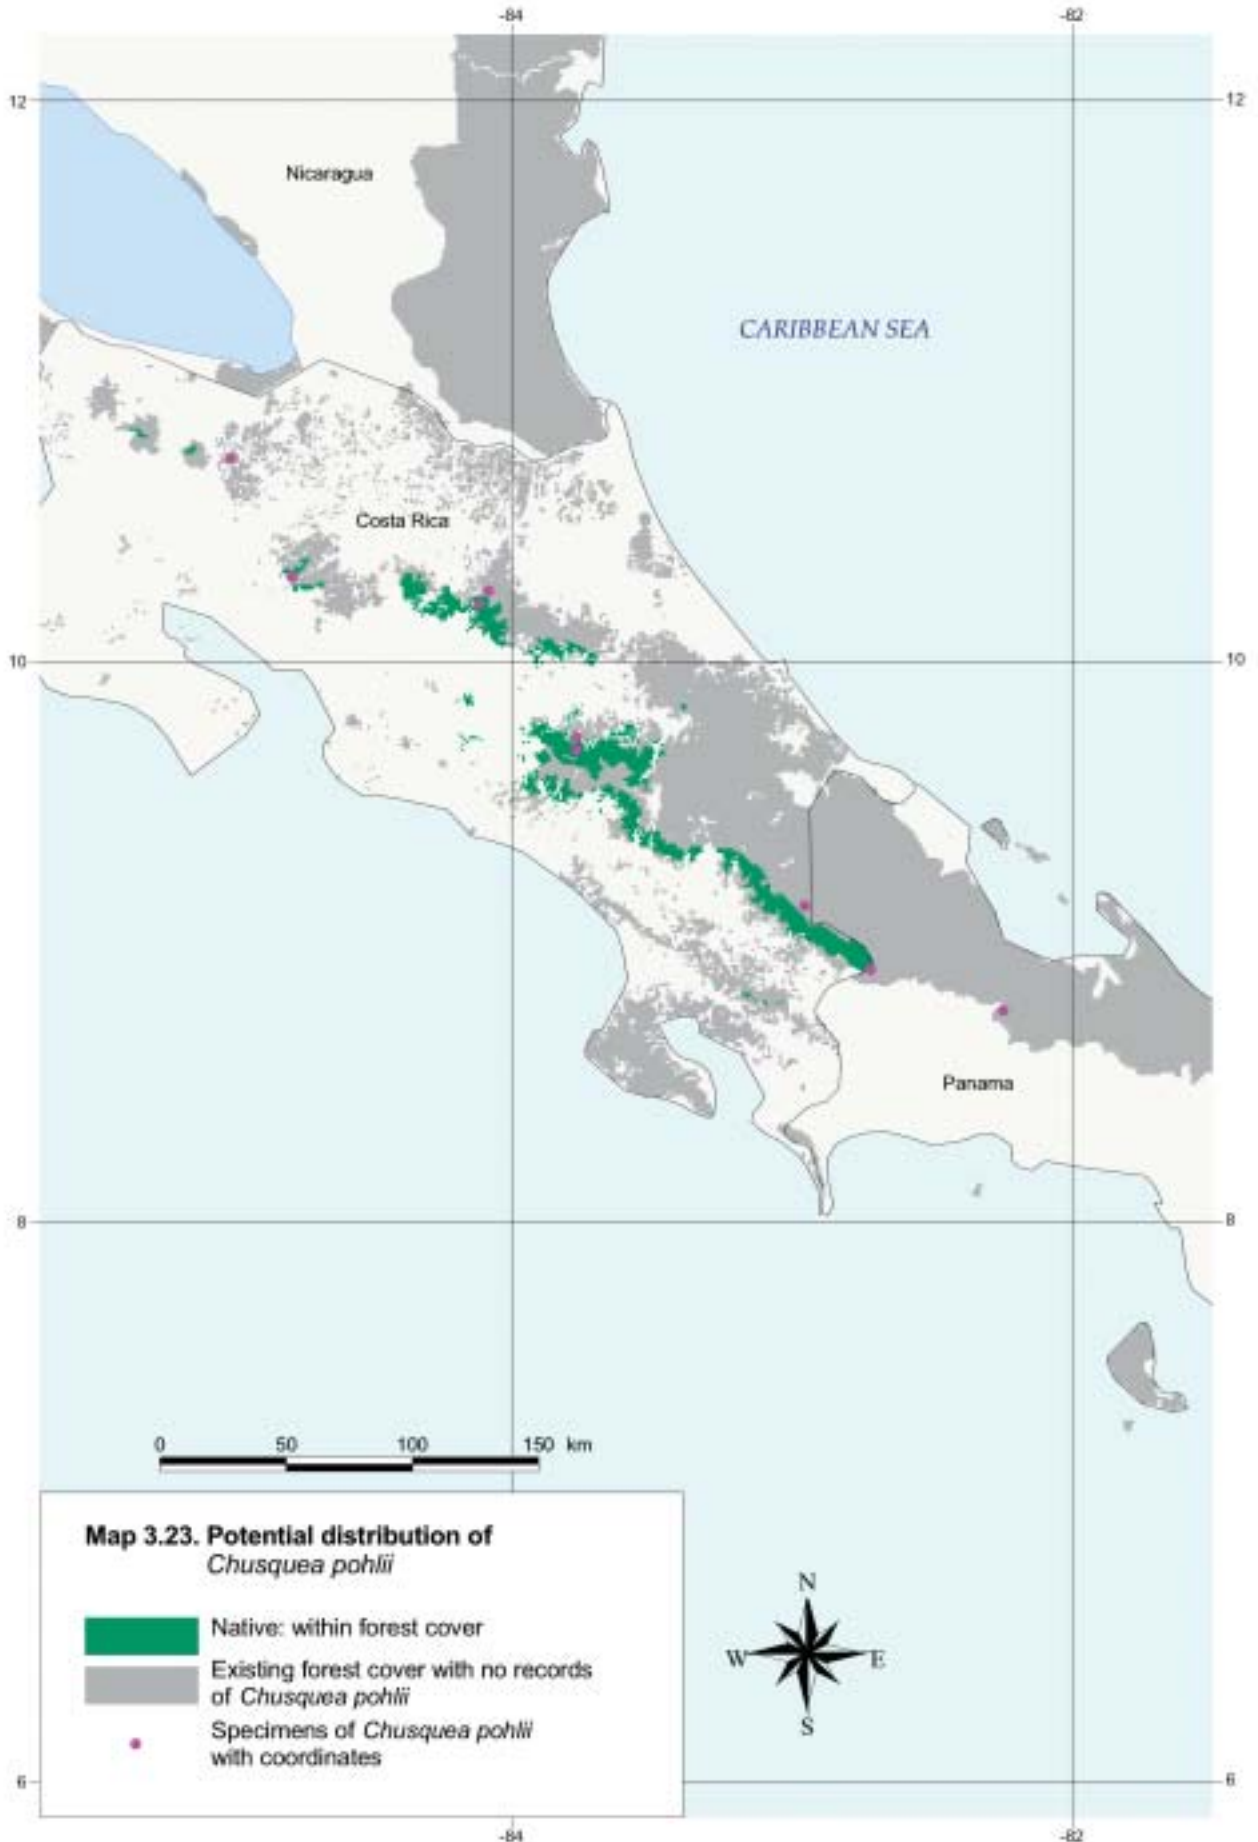 -84 -82
12 12
Nicaragua
CARIBBEAN SEA
Costa Rica
10 10
Panama
8 8
0 50 100 150 km
Map 3.23. Potential distribution of
Chusquea pohlii
Native: within forest cover
Existing forest cover with no records
of Chusquea pohlii
Specimens of Chusquea pohlii
with coordinates
N
W E
S
6 6
-84 -82